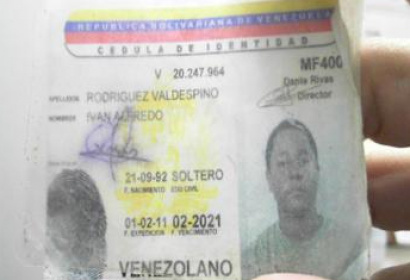 REPUBLICA BOLIVARIANA DE VENEZUELA
CEDULA DE IDENTIDAD
V 20.247.964 MF400
APELLIDOS RODRIGUEZ VALDESPINO Danis Rivas
NOMBRES IVAN ALFREDO Director
21-09-92 SOLTERO
F. NACIMIENTO EDO CIVIL
01-02-11 02-2021
F. EXPEDICION F. VENCIMIENTO
VENEZOLANO